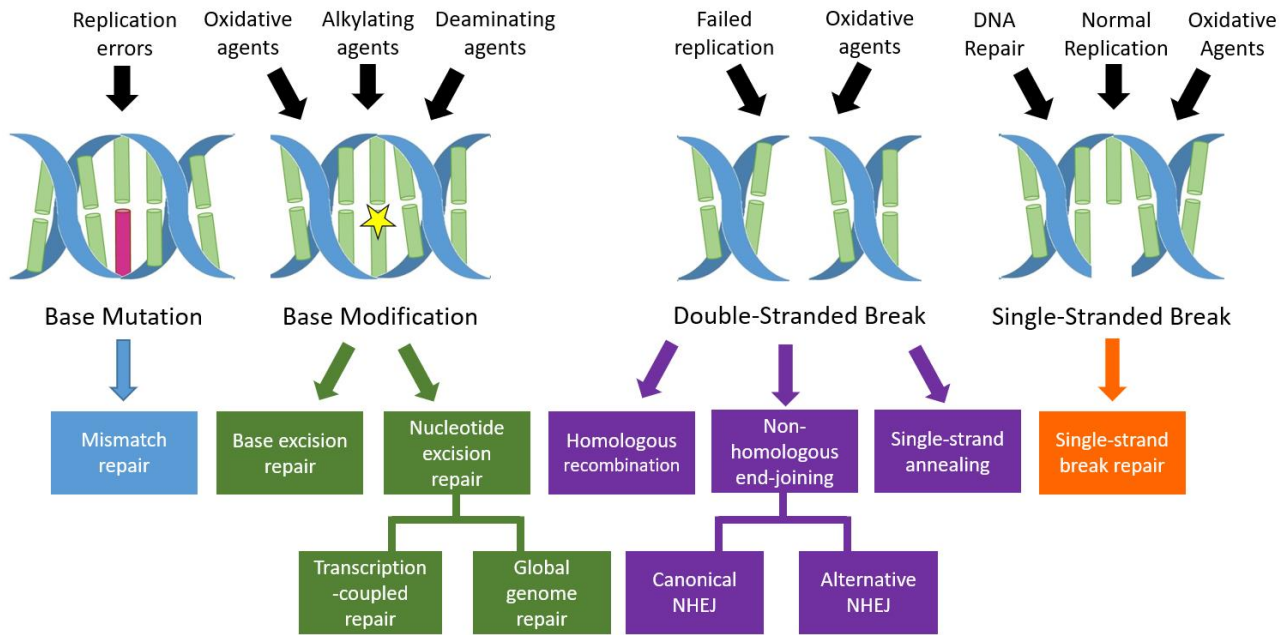 Replication
errors
Oxidative
agents
Alkylating
agents
Deaminating
agents
Failed
replication
Oxidative
agents
DNA
Repair
Normal
Replication
Oxidative
Agents
Base Mutation
Base Modification
Double-Stranded Break
Single-Stranded Break
Mismatch
repair
Base excision
repair
Nucleotide
excision
repair
Homologous
recombination
Non-
homologous
end-joining
Single-strand
annealing
Single-strand
break repair
Transcription
-coupled
repair
Global
genome
repair
Canonical
NHEJ
Alternative
NHEJ